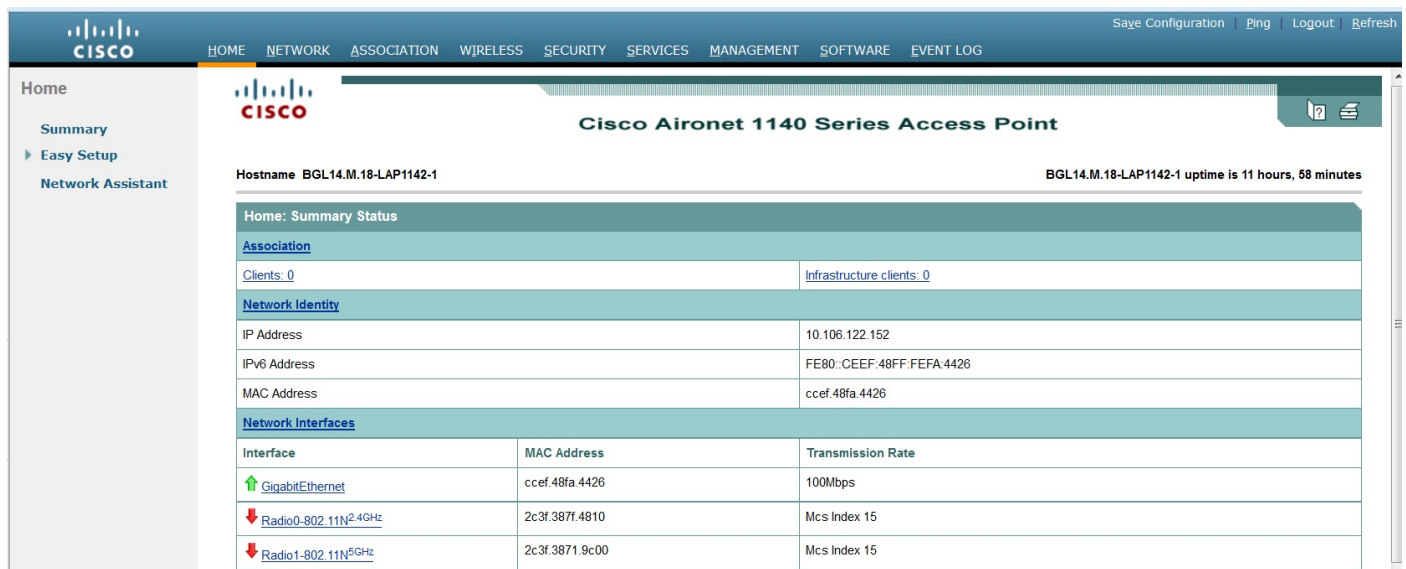 Save Configuration | Ping | Logout | Refresh
CISCO
HOME NETWORK ASSOCIATION WIRELESS SECURITY SERVICES MANAGEMENT SOFTWARE EVENT LOG
Home
Summary
Easy Setup
Network Assistant
CISCO
Cisco Aironet 1140 Series Access Point
Hostname BGL14.M.18-LAP1142-1
BGL14.M.18-LAP1142-1 uptime is 11 hours, 58 minutes
Home: Summary Status
Association
Clients: 0 Infrastructure clients: 0
Network Identity
IP Address 10.106.122.152
IPv6 Address FE80::CEEF:48FF:FEFA:4426
MAC Address ccef.48fa.4426
Network Interfaces
Interface MAC Address Transmission Rate
GigabitEthernet ccef.48fa.4426 100Mbps
Radio0-802.11N2.4GHz 2c3f.387f.4810 Mcs Index 15
Radio1-802.11N5GHz 2c3f.3871.9c00 Mcs Index 15